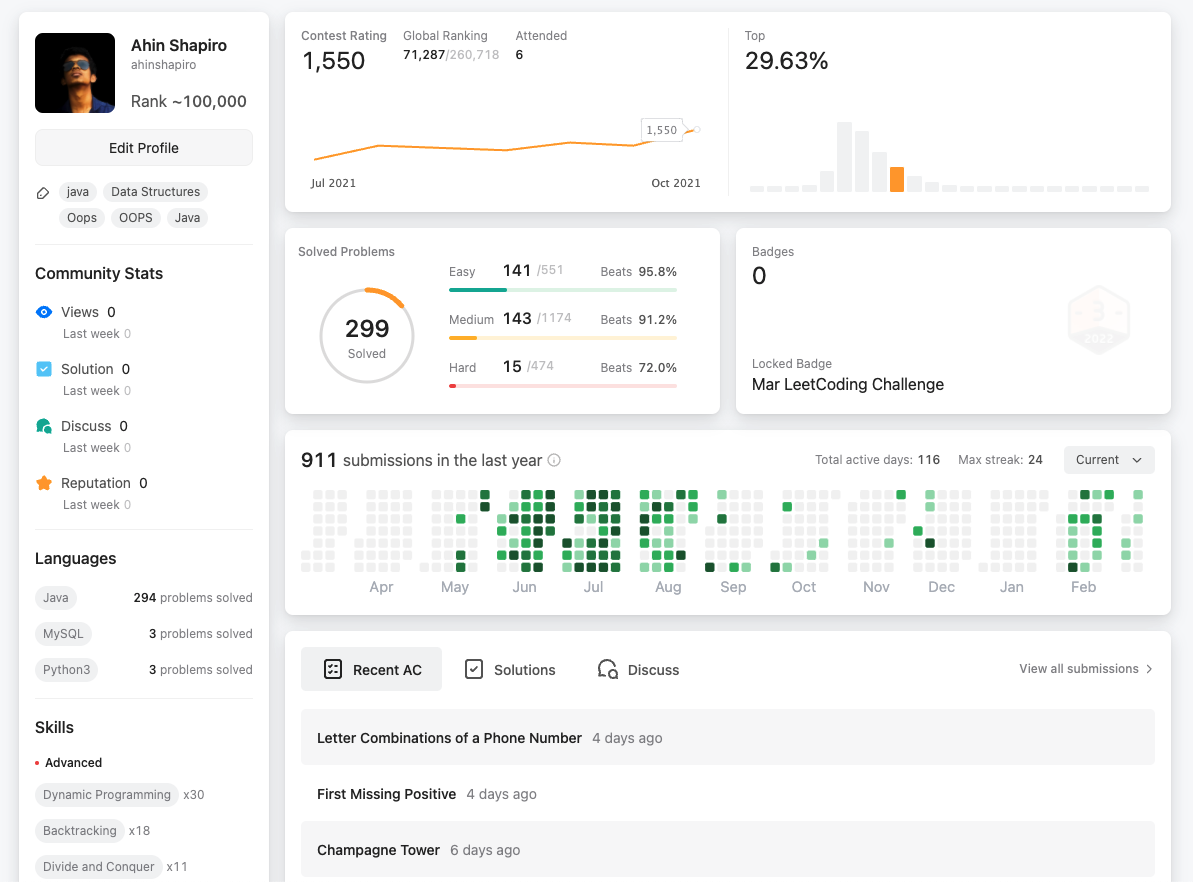 Ahin Shapiro
ahinshapiro
Rank ~100,000
Edit Profile
java Data Structures
Oops OOPS Java
Community Stats
Views 0
Last week 0
Solution 0
Last week 0
Discuss 0
Last week 0
Reputation 0
Last week 0
Languages
Java 294 problems solved
MySQL 3 problems solved
Python3 3 problems solved
Skills
Advanced
Dynamic Programming x30
Backtracking x18
Divide and Conquer x11
Contest Rating Global Ranking Attended
1,550 71,287/260,718 6
1,550
Jul 2021 Oct 2021
Top
29.63%
Solved Problems
299
Solved
Easy 141 /551 Beats 95.8%
Medium 143 /1174 Beats 91.2%
Hard 15 /474 Beats 72.0%
Badges
0
3
2022
Locked Badge
Mar LeetCoding Challenge
911 submissions in the last year Total active days: 116 Max streak: 24 Current
Apr May Jun Jul Aug Sep Oct Nov Dec Jan Feb
Recent AC Solutions Discuss View all submissions
Letter Combinations of a Phone Number 4 days ago
First Missing Positive 4 days ago
Champagne Tower 6 days ago